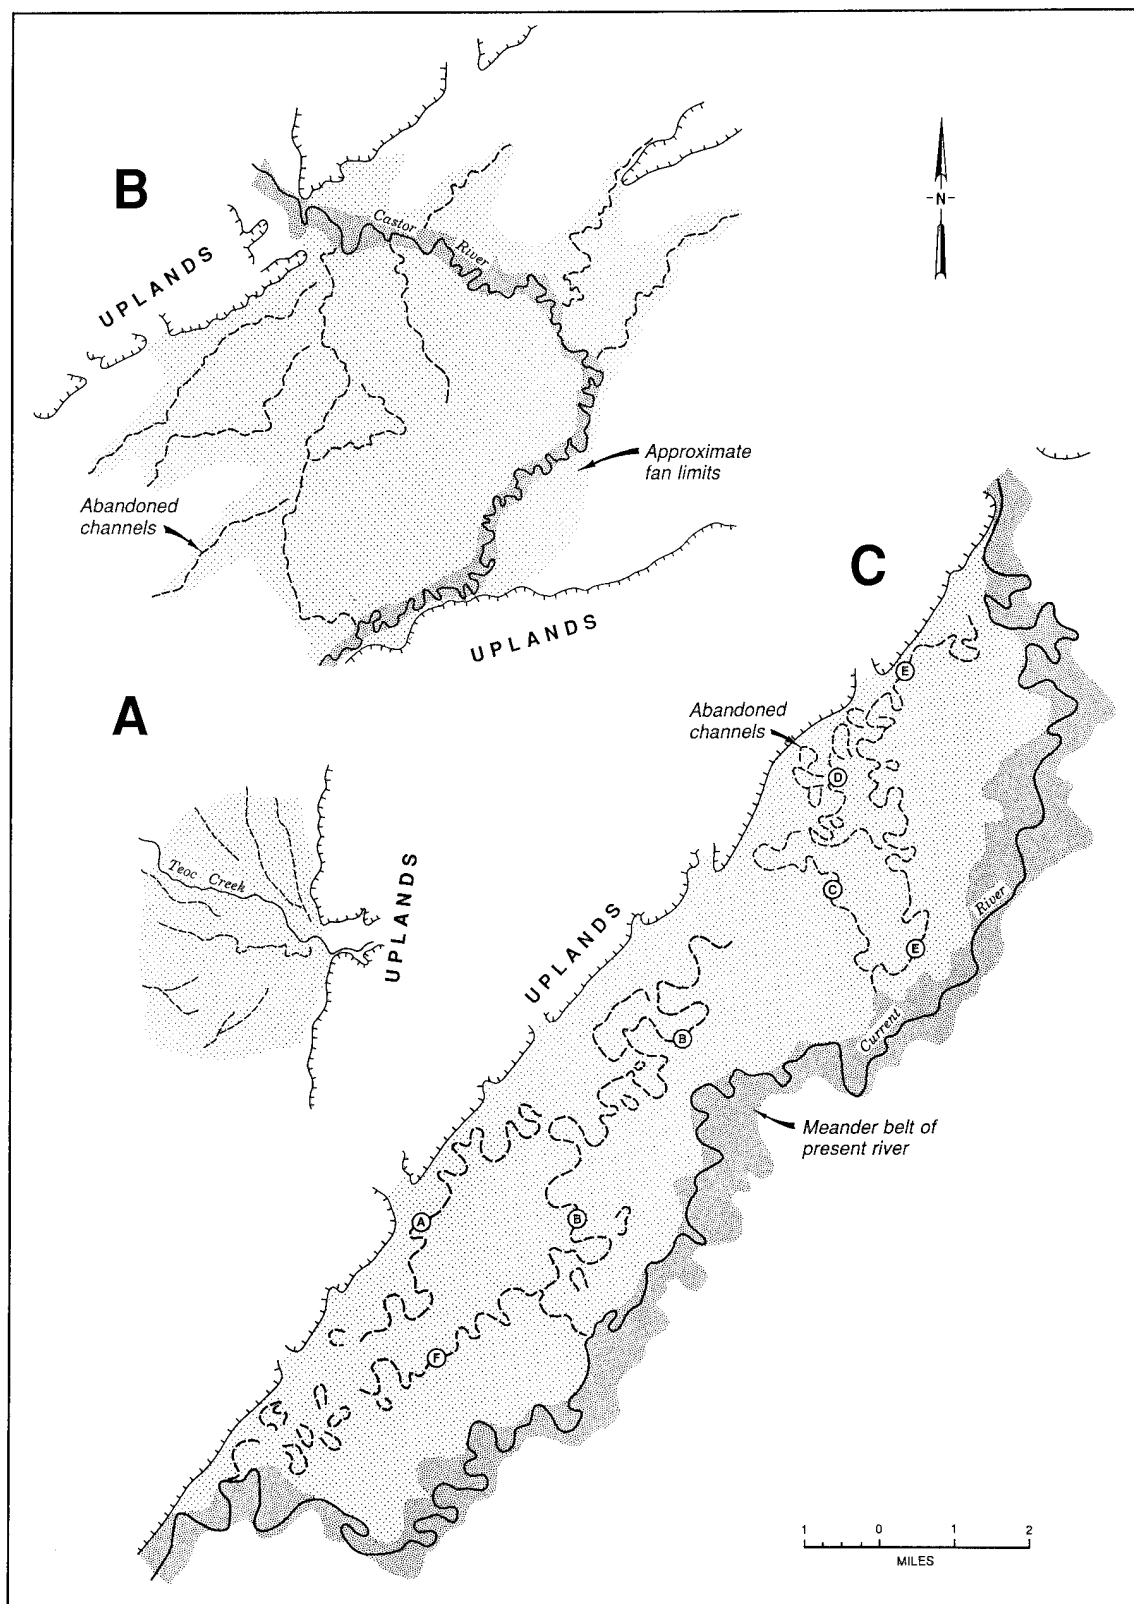 B
UPLANDS
Castor River
-N-
Approximate
fan limits
Abandoned
channels
UPLANDS
C
A
Teoc Creek
UPLANDS
Abandoned
channels
E
D
C
E
UPLANDS
B
Current River
Meander belt of
present river
A
B
F
1 0 1 2
MILES